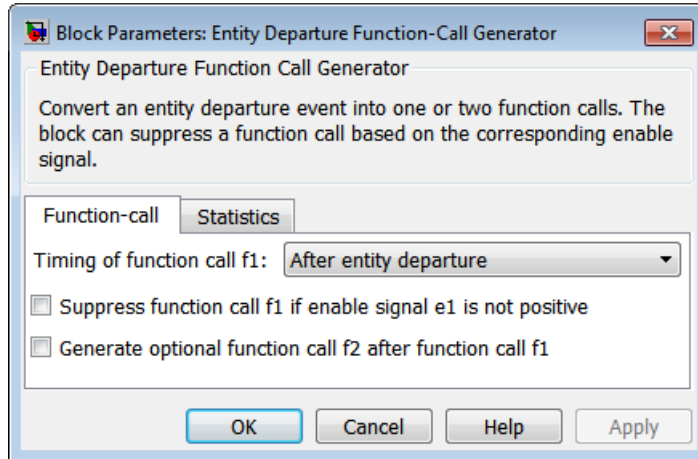 Block Parameters: Entity Departure Function-Call Generator
Entity Departure Function Call Generator
Convert an entity departure event into one or two function calls. The
block can suppress a function call based on the corresponding enable
signal.
Function-call Statistics
Timing of function call f1: After entity departure
Suppress function call f1 if enable signal e1 is not positive
Generate optional function call f2 after function call f1
OK Cancel Help Apply